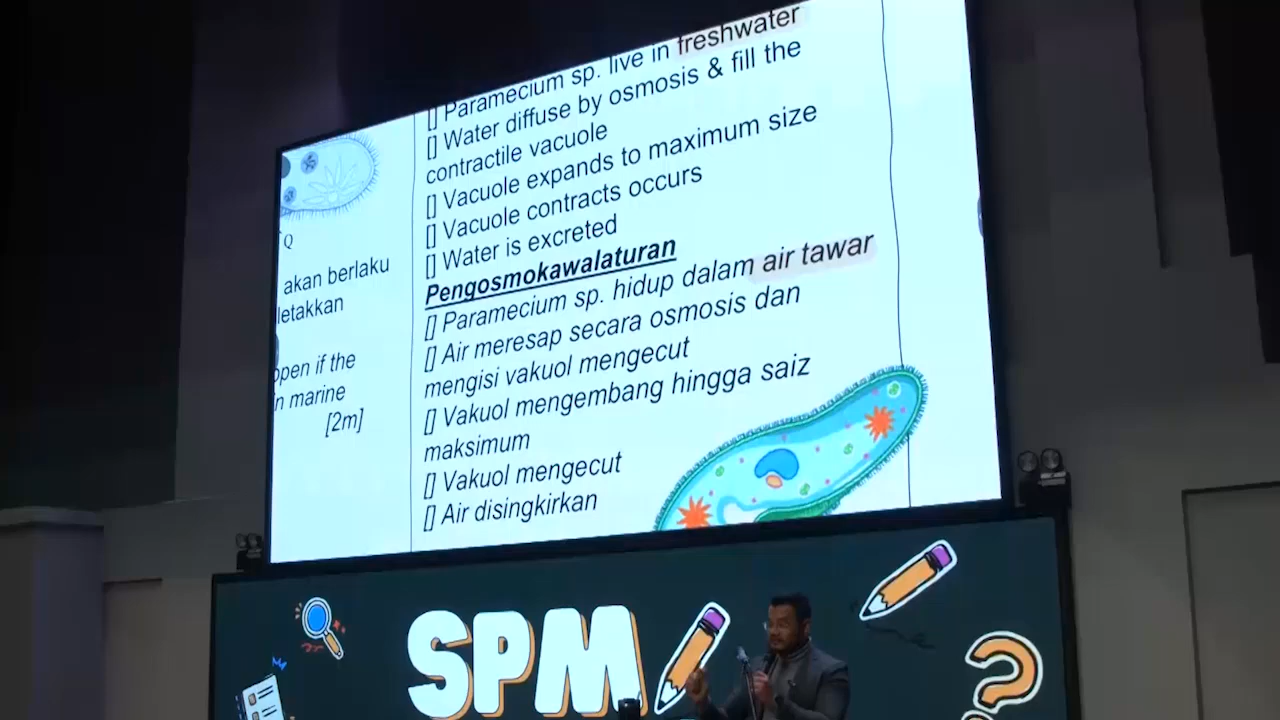 [] Paramecium sp. live in freshwater
[] Water diffuse by osmosis & fill the
contractile vacuole
[] Vacuole expands to maximum size
[] Vacuole contracts occurs
[] Water is excreted
Pengosmokawalaturan
[] Paramecium sp. hidup dalam air tawar
[] Air meresap secara osmosis dan
mengisi vakuol mengecut
[] Vakuol mengembang hingga saiz
maksimum
[] Vakuol mengecut
[] Air disingkirkan
Q
akan berlaku
letakkan
open if the
in marine
[2m]
SPM
?